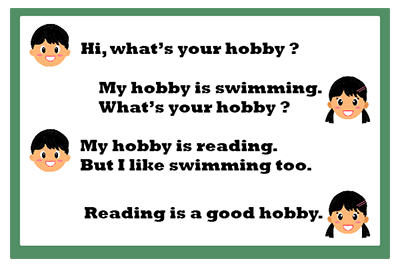 Hi, what's your hobby ?
My hobby is swimming.
What's your hobby ?
My hobby is reading.
But I like swimming too.
Reading is a good hobby.